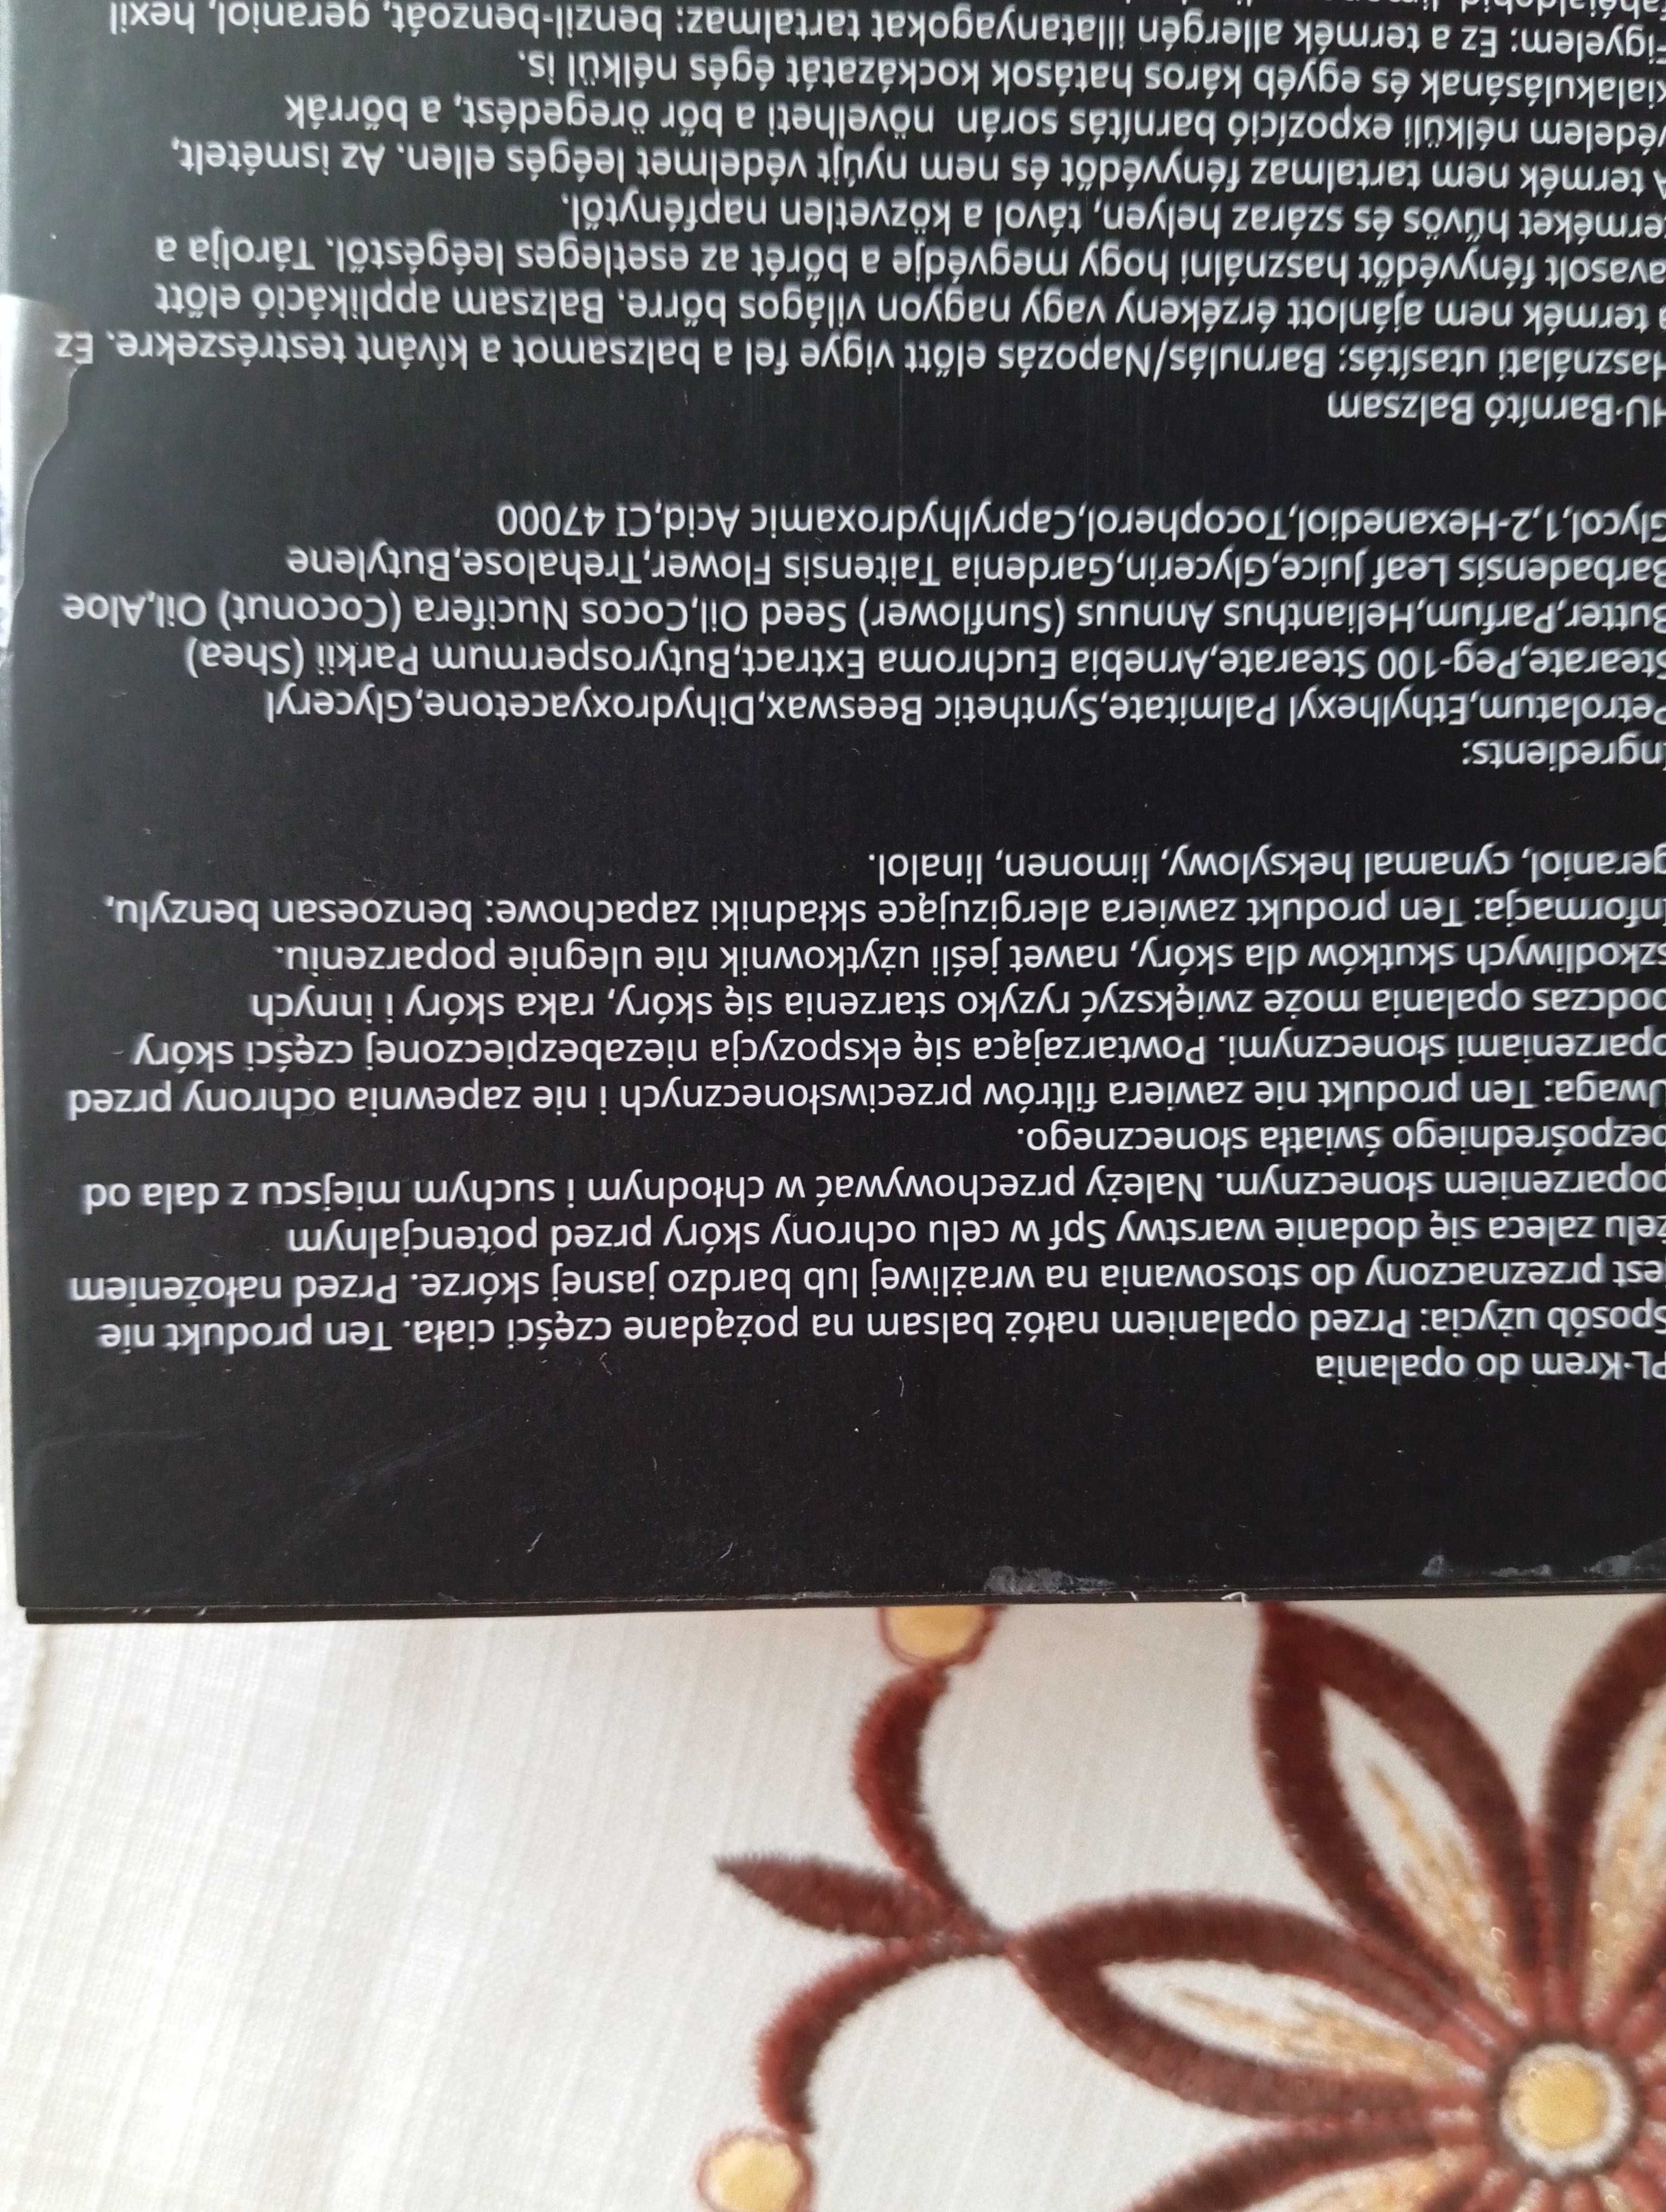 PL-Krem do opalania
Sposób użycia: Przed opalaniem nałóż balsam na pożądane części ciała. Ten produkt nie
jest przeznaczony do stosowania na wrażliwej lub bardzo jasnej skórze. Przed nałożeniem
żelu zaleca się dodanie warstwy Spf w celu ochrony skóry przed potencjalnym
poparzeniem słonecznym. Należy przechowywać w chłodnym i suchym miejscu z dala od
bezpośredniego światła słonecznego.
Uwaga: Ten produkt nie zawiera filtrów przeciwsłonecznych i nie zapewnia ochrony przed
oparzeniami słonecznymi. Powtarzająca się ekspozycja niezabezpieczonej części skóry
podczas opalania może zwiększyć ryzyko starzenia się skóry, raka skóry i innych
szkodliwych skutków dla skóry, nawet jeśli użytkownik nie ulegnie poparzeniu.
Informacja: Ten produkt zawiera alergizujące składniki zapachowe: benzoesan benzylu,
geraniol, cynamal heksylowy, limonen, linalol.
Ingredients:
Petrolatum,Ethylhexyl Palmitate,Synthetic Beeswax,Dihydroxyacetone,Glyceryl
Stearate,Peg-100 Stearate,Arnebia Euchroma Extract,Butyrospermum Parkii (Shea)
Butter,Parfum,Helianthus Annuus (Sunflower) Seed Oil,Cocos Nucifera (Coconut) Oil,Aloe
Barbadensis Leaf Juice,Glycerin,Gardenia Taitensis Flower,Trehalose,Butylene
Glycol,1,2-Hexanediol,Tocopherol,Caprylhydroxamic Acid,CI 47000
HU-Barnító Balzsam
Használati utasítás: Barnulás/Napozás előtt vigye fel a balzsamot a kívánt testrészekre. Ez
a termék nem ajánlott érzékeny vagy nagyon világos bőrre. Balzsam applikáció előtt
javasolt fényvédőt használni hogy megvédje a bőrét az esetleges leégéstől. Tárolja a
terméket hűvös és száraz helyen, távol a közvetlen napfénytől.
A termék nem tartalmaz fényvédőt és nem nyújt védelmet leégés ellen. Az ismételt,
védelem nélküli expozíció barnítás során növelheti a bőr öregedést, a bőrrák
kialakulásának és egyéb káros hatások kockázatát égés nélkül is.
Figyelem: Ez a termék allergén illatanyagokat tartalmaz: benzil-benzoát, geraniol, hexil